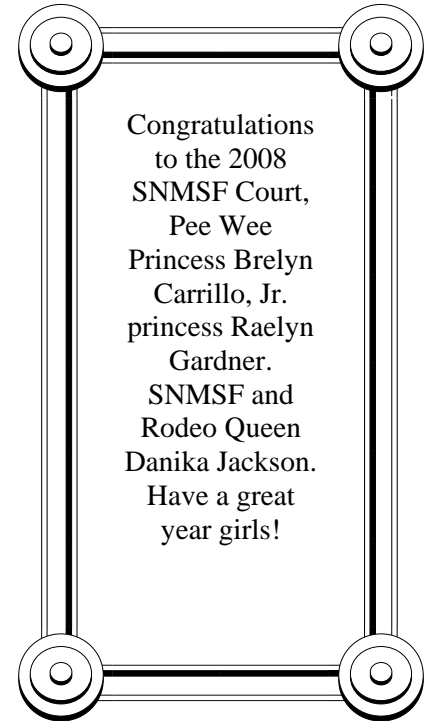 Congratulations
to the 2008
SNMSF Court,
Pee Wee
Princess Brelyn
Carrillo, Jr.
princess Raelyn
Gardner.
SNMSF and
Rodeo Queen
Danika Jackson.
Have a great
year girls!